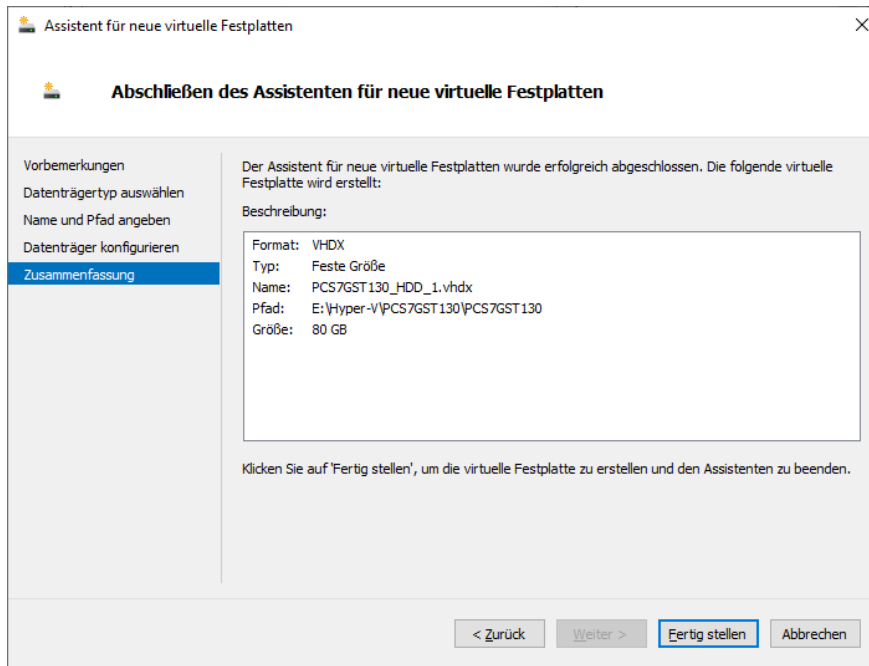 Assistent für neue virtuelle Festplatten
Abschließen des Assistenten für neue virtuelle Festplatten
Vorbemerkungen
Datenträgertyp auswählen
Name und Pfad angeben
Datenträger konfigurieren
Zusammenfassung
Der Assistent für neue virtuelle Festplatten wurde erfolgreich abgeschlossen. Die folgende virtuelle
Festplatte wird erstellt:
Beschreibung:
Format: VHDX
Typ: Feste Größe
Name: PCS7GST130_HDD_1.vhdx
Pfad: E:\Hyper-V\PCS7GST130\PCS7GST130
Größe: 80 GB
Klicken Sie auf 'Fertig stellen', um die virtuelle Festplatte zu erstellen und den Assistenten zu beenden.
< Zurück Weiter > Fertig stellen Abbrechen